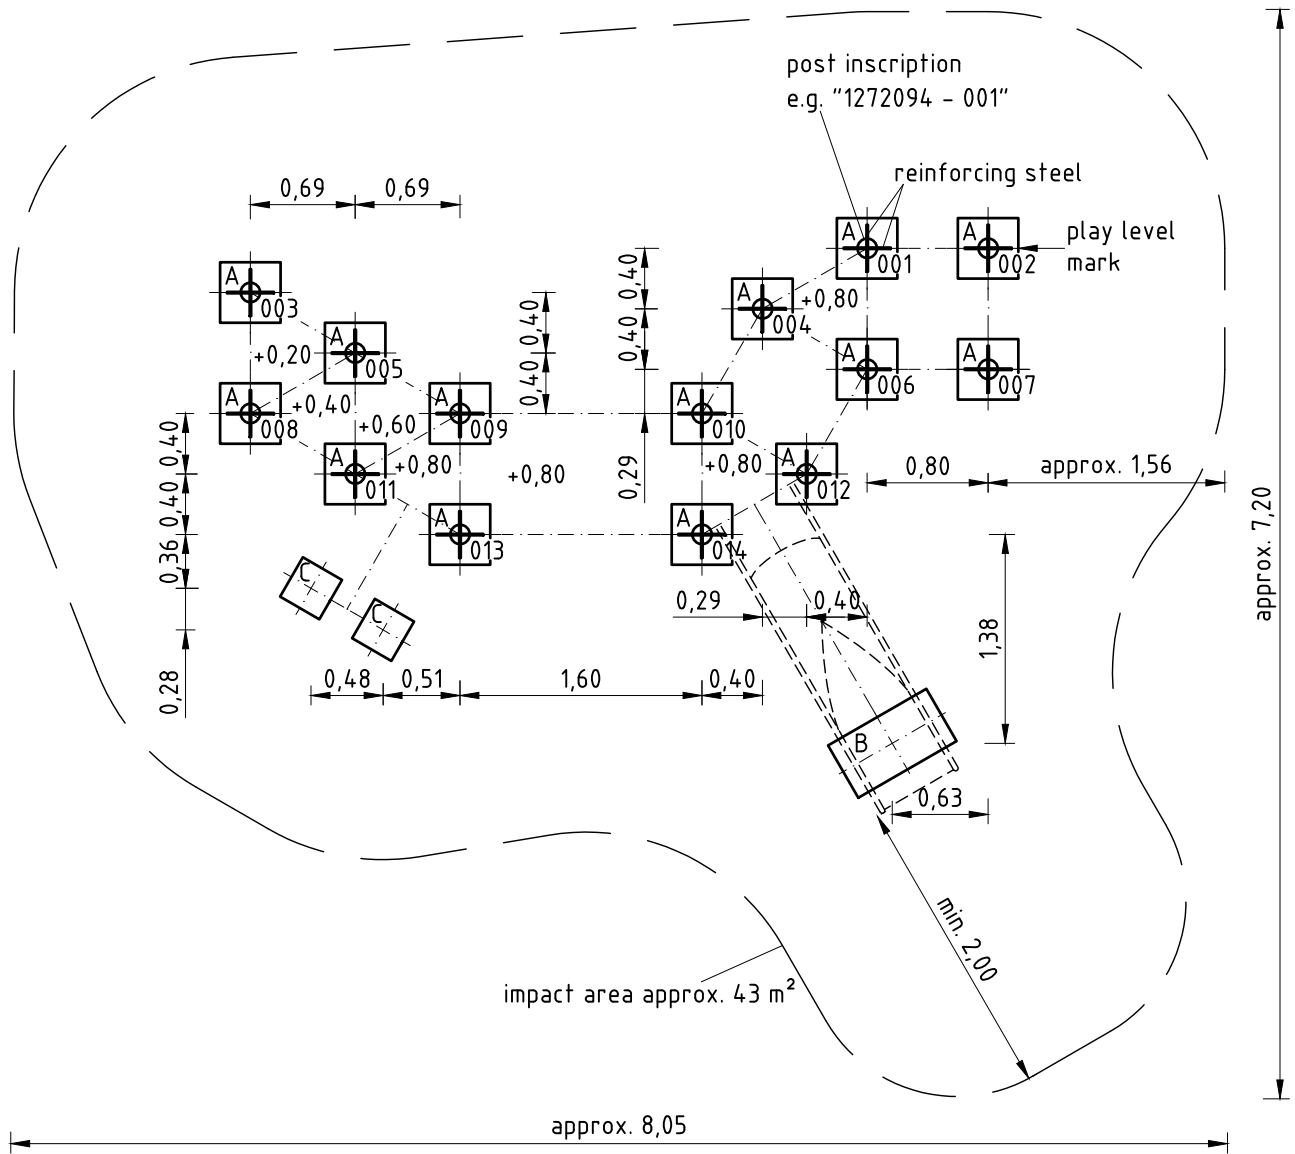 post inscription
e.g. "1272094 – 001"
reinforcing steel
0,69
0,69
A
001
A
002
play level
mark
A
003
0,40
0,40
A
004
+0,80
0,40
0,40
A
005
+0,20
A
006
A
007
A
008
+0,40
+0,60
A
009
A
010
0,40
0,40
0,36
0,28
A
011
+0,80
+0,80
0,29
+0,80
A
012
0,80
approx. 1,56
A
013
A
014
C
C
0,29
0,40
1,38
0,48
0,51
1,60
0,40
B
0,63
min. 2,00
impact area approx. 43 m²
approx. 7,20
approx. 8,05